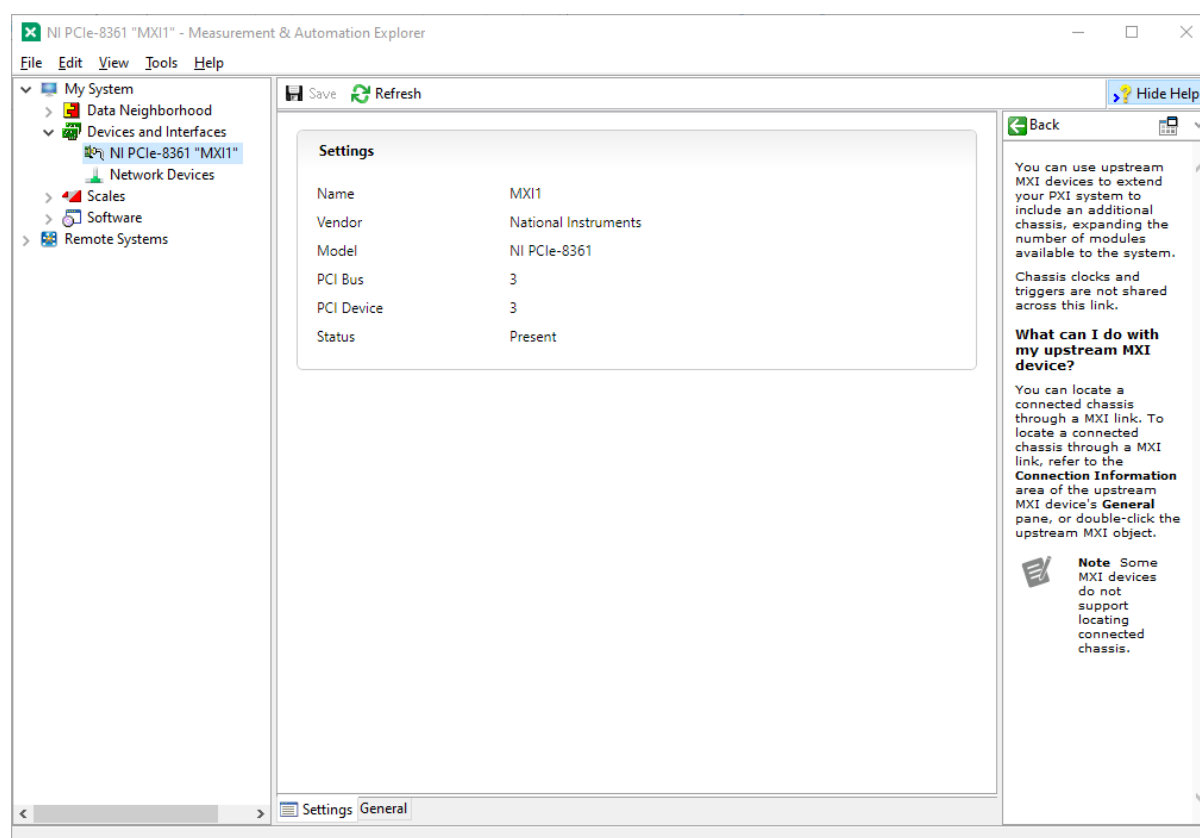 NI PCIe-8361 "MXI1" - Measurement & Automation Explorer
File Edit View Tools Help
My System
Data Neighborhood
Devices and Interfaces
NI PCIe-8361 "MXI1"
Network Devices
Scales
Software
Remote Systems
Save Refresh
Hide Help
Settings
Name MXI1
Vendor National Instruments
Model NI PCIe-8361
PCI Bus 3
PCI Device 3
Status Present
Settings General
Back
You can use upstream
MXI devices to extend
your PXI system to
include an additional
chassis, expanding the
number of modules
available to the system.
Chassis clocks and
triggers are not shared
across this link.
What can I do with
my upstream MXI
device?
You can locate a
connected chassis
through a MXI link. To
locate a connected
chassis through a MXI
link, refer to the
Connection Information
area of the upstream
MXI device's General
pane, or double-click the
upstream MXI object.
Note Some
MXI devices
do not
support
locating
connected
chassis.